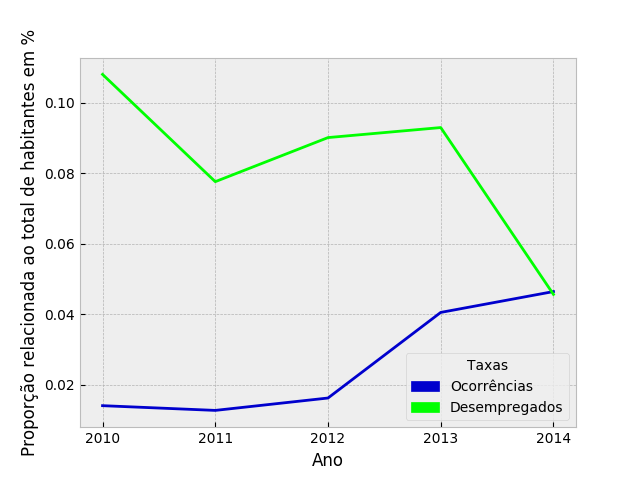 Proporção relacionada ao total de habitantes em %
0.10
0.08
0.06
0.04
0.02
Taxas
Ocorrências
Desempregados
2010 2011 2012 2013 2014
Ano